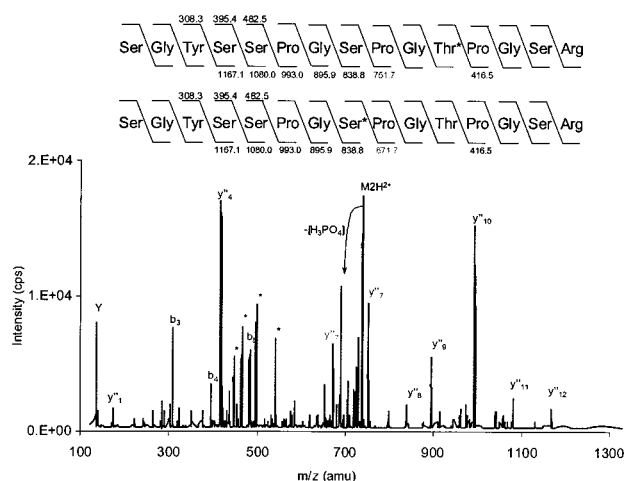 308.3 395.4 482.5
Ser Gly Tyr Ser Ser Pro Gly Ser Pro Gly Thr* Pro Gly Ser Arg
1167.1 1080.0 993.0 895.9 838.8 751.7 416.5
308.3 395.4 482.5
Ser Gly Tyr Ser Ser Pro Gly Ser* Pro Gly Thr Pro Gly Ser Arg
1167.1 1080.0 993.0 895.9 838.8 671.7 416.5
2.E+04
1.E+04
0.E+00
Intensity (cps)
Y
y"1
b3
b4
y"4
*
*
b5
*
*
y"7
-[H3PO4]
M2H2+
y"7
y"8
y"9
y"10
y"11
y"12
100 300 500 700 900 1100 1300
m/z (amu)